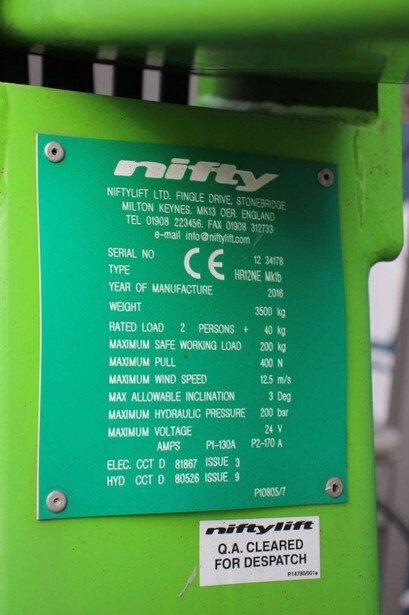 nifty
NIFTYLIFT LTD. FINGLE DRIVE, STONEBRIDGE
MILTON KEYNES, MK13 OER, ENGLAND
TEL 01908 223456, FAX 01908 312733
e-mail info@niftylift.com
SERIAL NO CE 12 34178
TYPE HR12NE Mk1b
YEAR OF MANUFACTURE 2016
WEIGHT 3500 kg
RATED LOAD 2 PERSONS + 40 kg
MAXIMUM SAFE WORKING LOAD 200 kg
MAXIMUM PULL 400 N
MAXIMUM WIND SPEED 12.5 m/s
MAX ALLOWABLE INCLINATION 3 Deg
MAXIMUM HYDRAULIC PRESSURE 200 bar
MAXIMUM VOLTAGE 24 V
AMPS P1-130A P2-170 A
ELEC. CCT D 81867 ISSUE 3
HYD CCT D 80526 ISSUE 9
P10805/7
niftylift
Q.A. CLEARED
FOR DESPATCH
P14780/001a